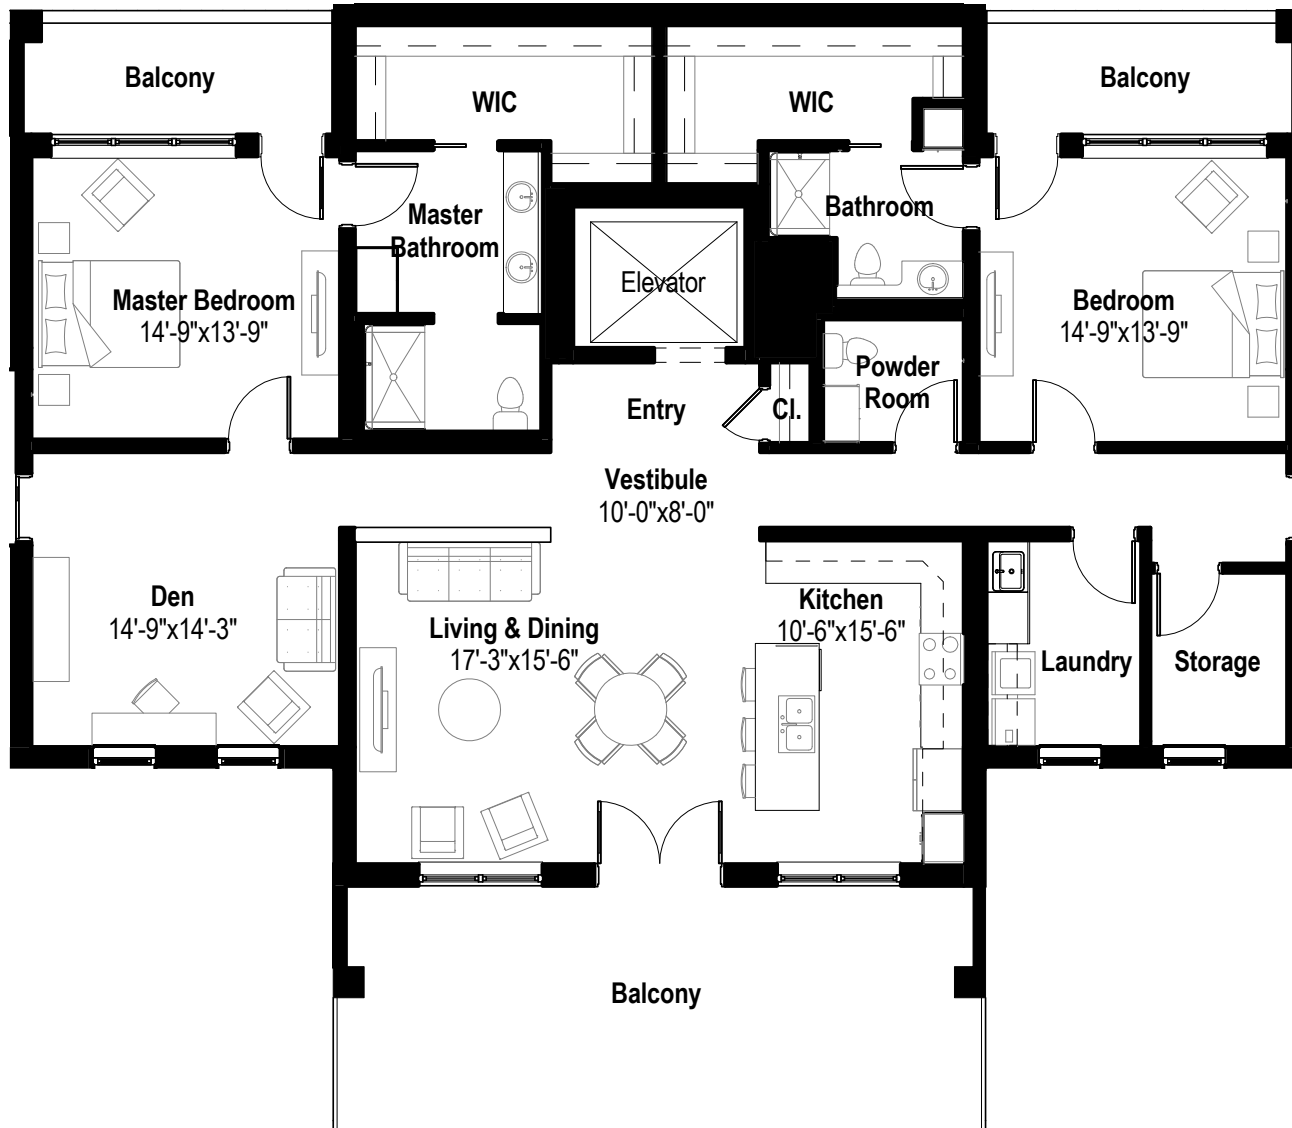 Balcony
WIC
WIC
Balcony
Master
Bathroom
Bathroom
Elevator
Master Bedroom
14'-9"x13'-9"
Bedroom
14'-9"x13'-9"
Powder
Room
Entry
Cl.
Vestibule
10'-0"x8'-0"
Den
14'-9"x14'-3"
Living & Dining
17'-3"x15'-6"
Kitchen
10'-6"x15'-6"
Laundry
Storage
Balcony